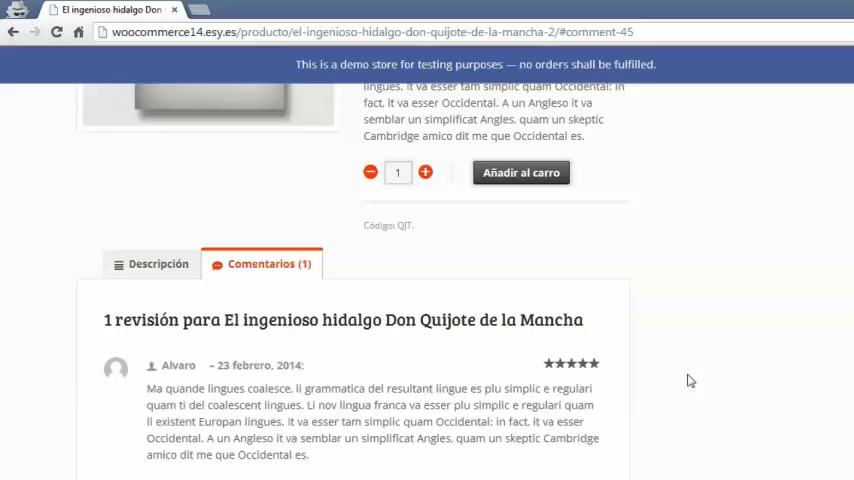 El ingenioso hidalgo Don
woocommerce14.esy.es/producto/el-ingenioso-hidalgo-don-quijote-de-la-mancha-2/#comment-45
This is a demo store for testing purposes — no orders shall be fulfilled.
lingues. It va esser tam simplic quam Occidental: in
fact, it va esser Occidental. A un Angleso it va
semblar un simplificat Angles, quam un skeptic
Cambridge amico dit me que Occidental es.
1
Añadir al carro
Código: QJT.
Descripción
Comentarios (1)
1 revisión para El ingenioso hidalgo Don Quijote de la Mancha
Alvaro – 23 febrero, 2014:
Ma quande lingues coalesce, li grammatica del resultant lingue es plu simplic e regulari
quam ti del coalescent lingues. Li nov lingua franca va esser plu simplic e regulari quam
li existent Europan lingues. It va esser tam simplic quam Occidental: in fact, it va esser
Occidental. A un Angleso it va semblar un simplificat Angles, quam un skeptic Cambridge
amico dit me que Occidental es.